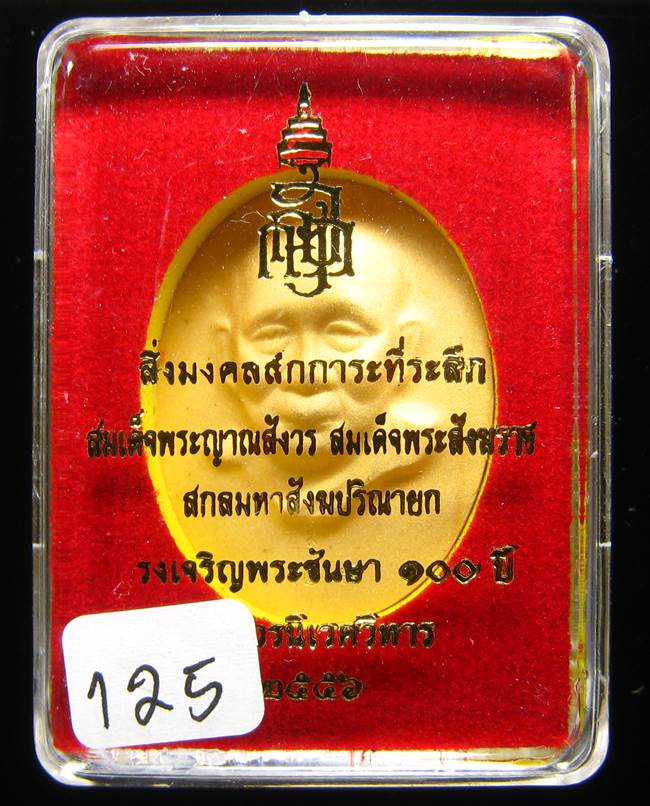 สิ่งมงคลสักการะที่ระลึก
สมเด็จพระญาณสังวร สมเด็จพระสังฆราช
สกลมหาสังฆปริณายก
รงเจริญพระชันษา ๑๐๐ ปี
วรนิเวศวิหาร
๒๕๕๖
125